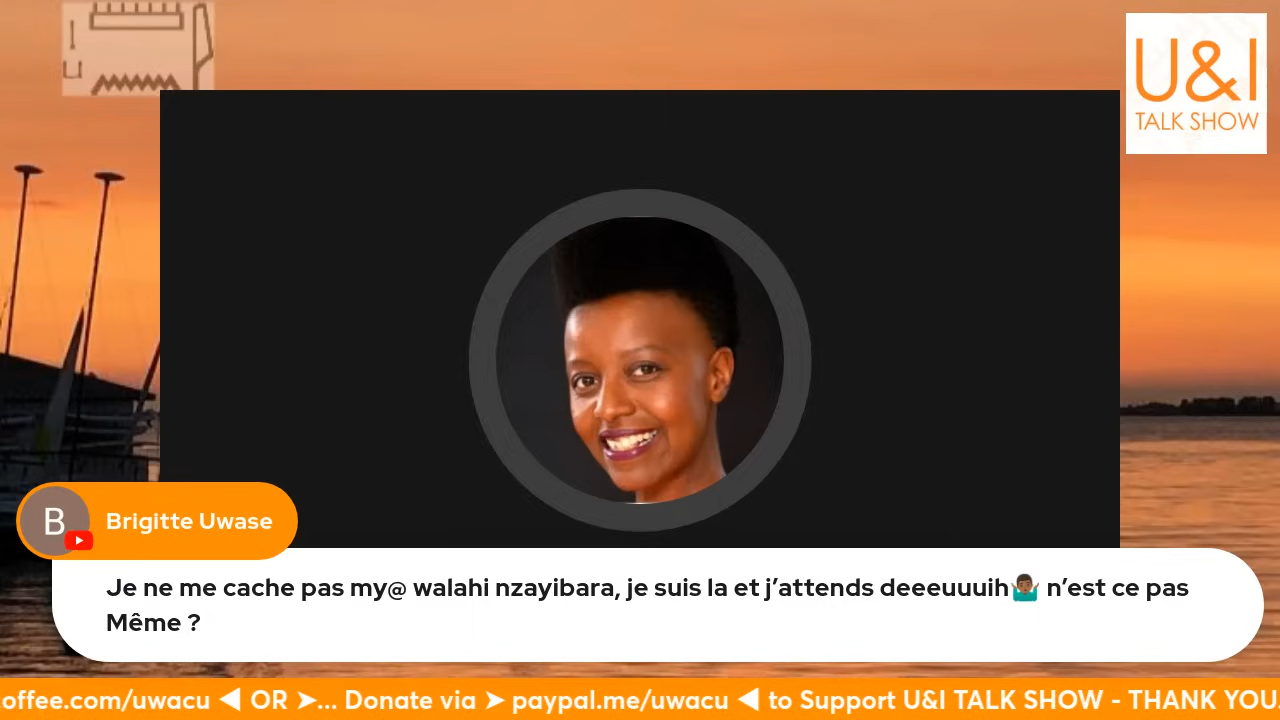 U&I
TALK SHOW
B
Brigitte Uwase
Je ne me cache pas my@ walahi nzayibara, je suis la et j’attends deeeuuuih🤷🏾‍♂️ n’est ce pas
Même ?
coffee.com/uwacu ◀ OR ➤... Donate via ➤ paypal.me/uwacu ◀ to Support U&I TALK SHOW - THANK YOU